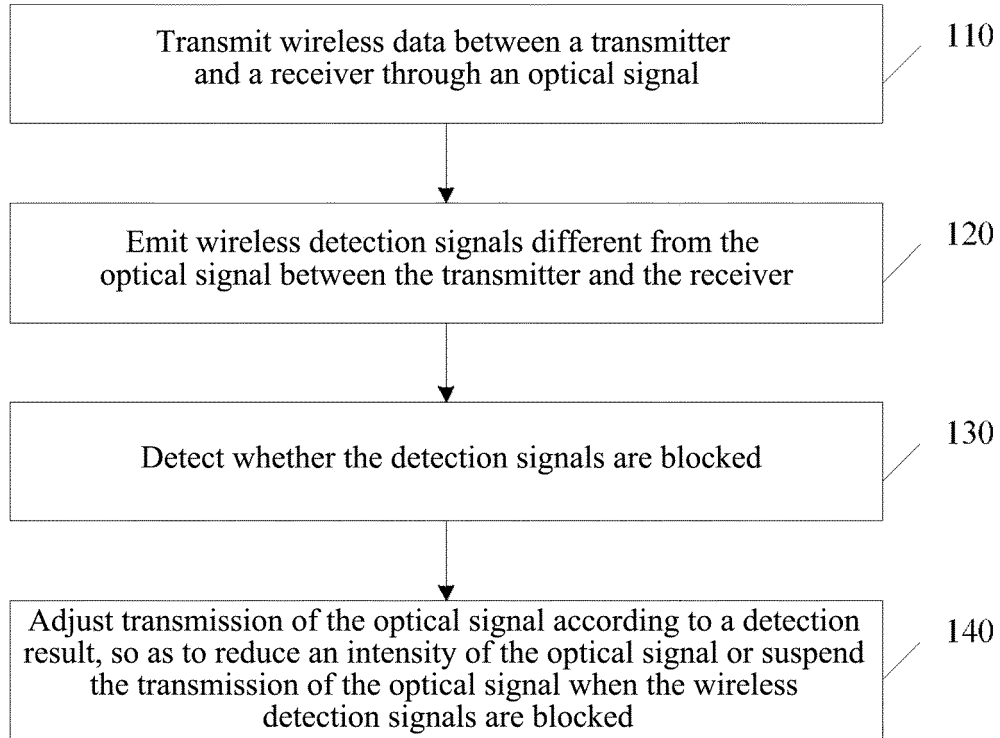 Transmit wireless data between a transmitter
and a receiver through an optical signal
110
Emit wireless detection signals different from the
optical signal between the transmitter and the receiver
120
Detect whether the detection signals are blocked
130
Adjust transmission of the optical signal according to a detection
result, so as to reduce an intensity of the optical signal or suspend
the transmission of the optical signal when the wireless
detection signals are blocked
140